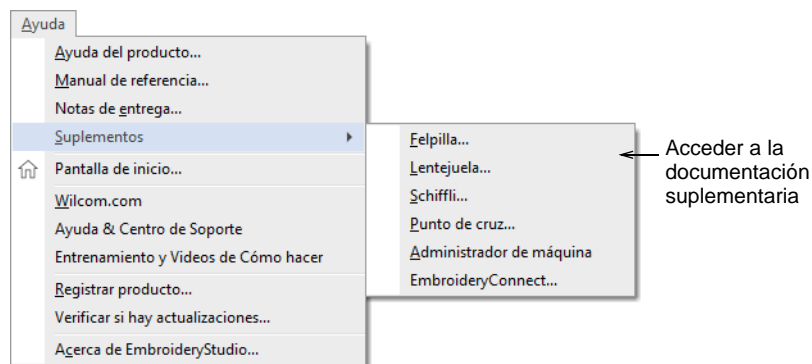 Ayuda
Ayuda del producto...
Manual de referencia...
Notas de entrega...
Suplementos
Pantalla de inicio...
Wilcom.com
Ayuda & Centro de Soporte
Entrenamiento y Videos de Cómo hacer
Registrar producto...
Verificar si hay actualizaciones...
Acerca de EmbroideryStudio...
Felpilla...
Lentejuela...
Schiffli...
Punto de cruz...
Administrador de máquina
EmbroideryConnect...
Acceder a la
documentación
suplementaria